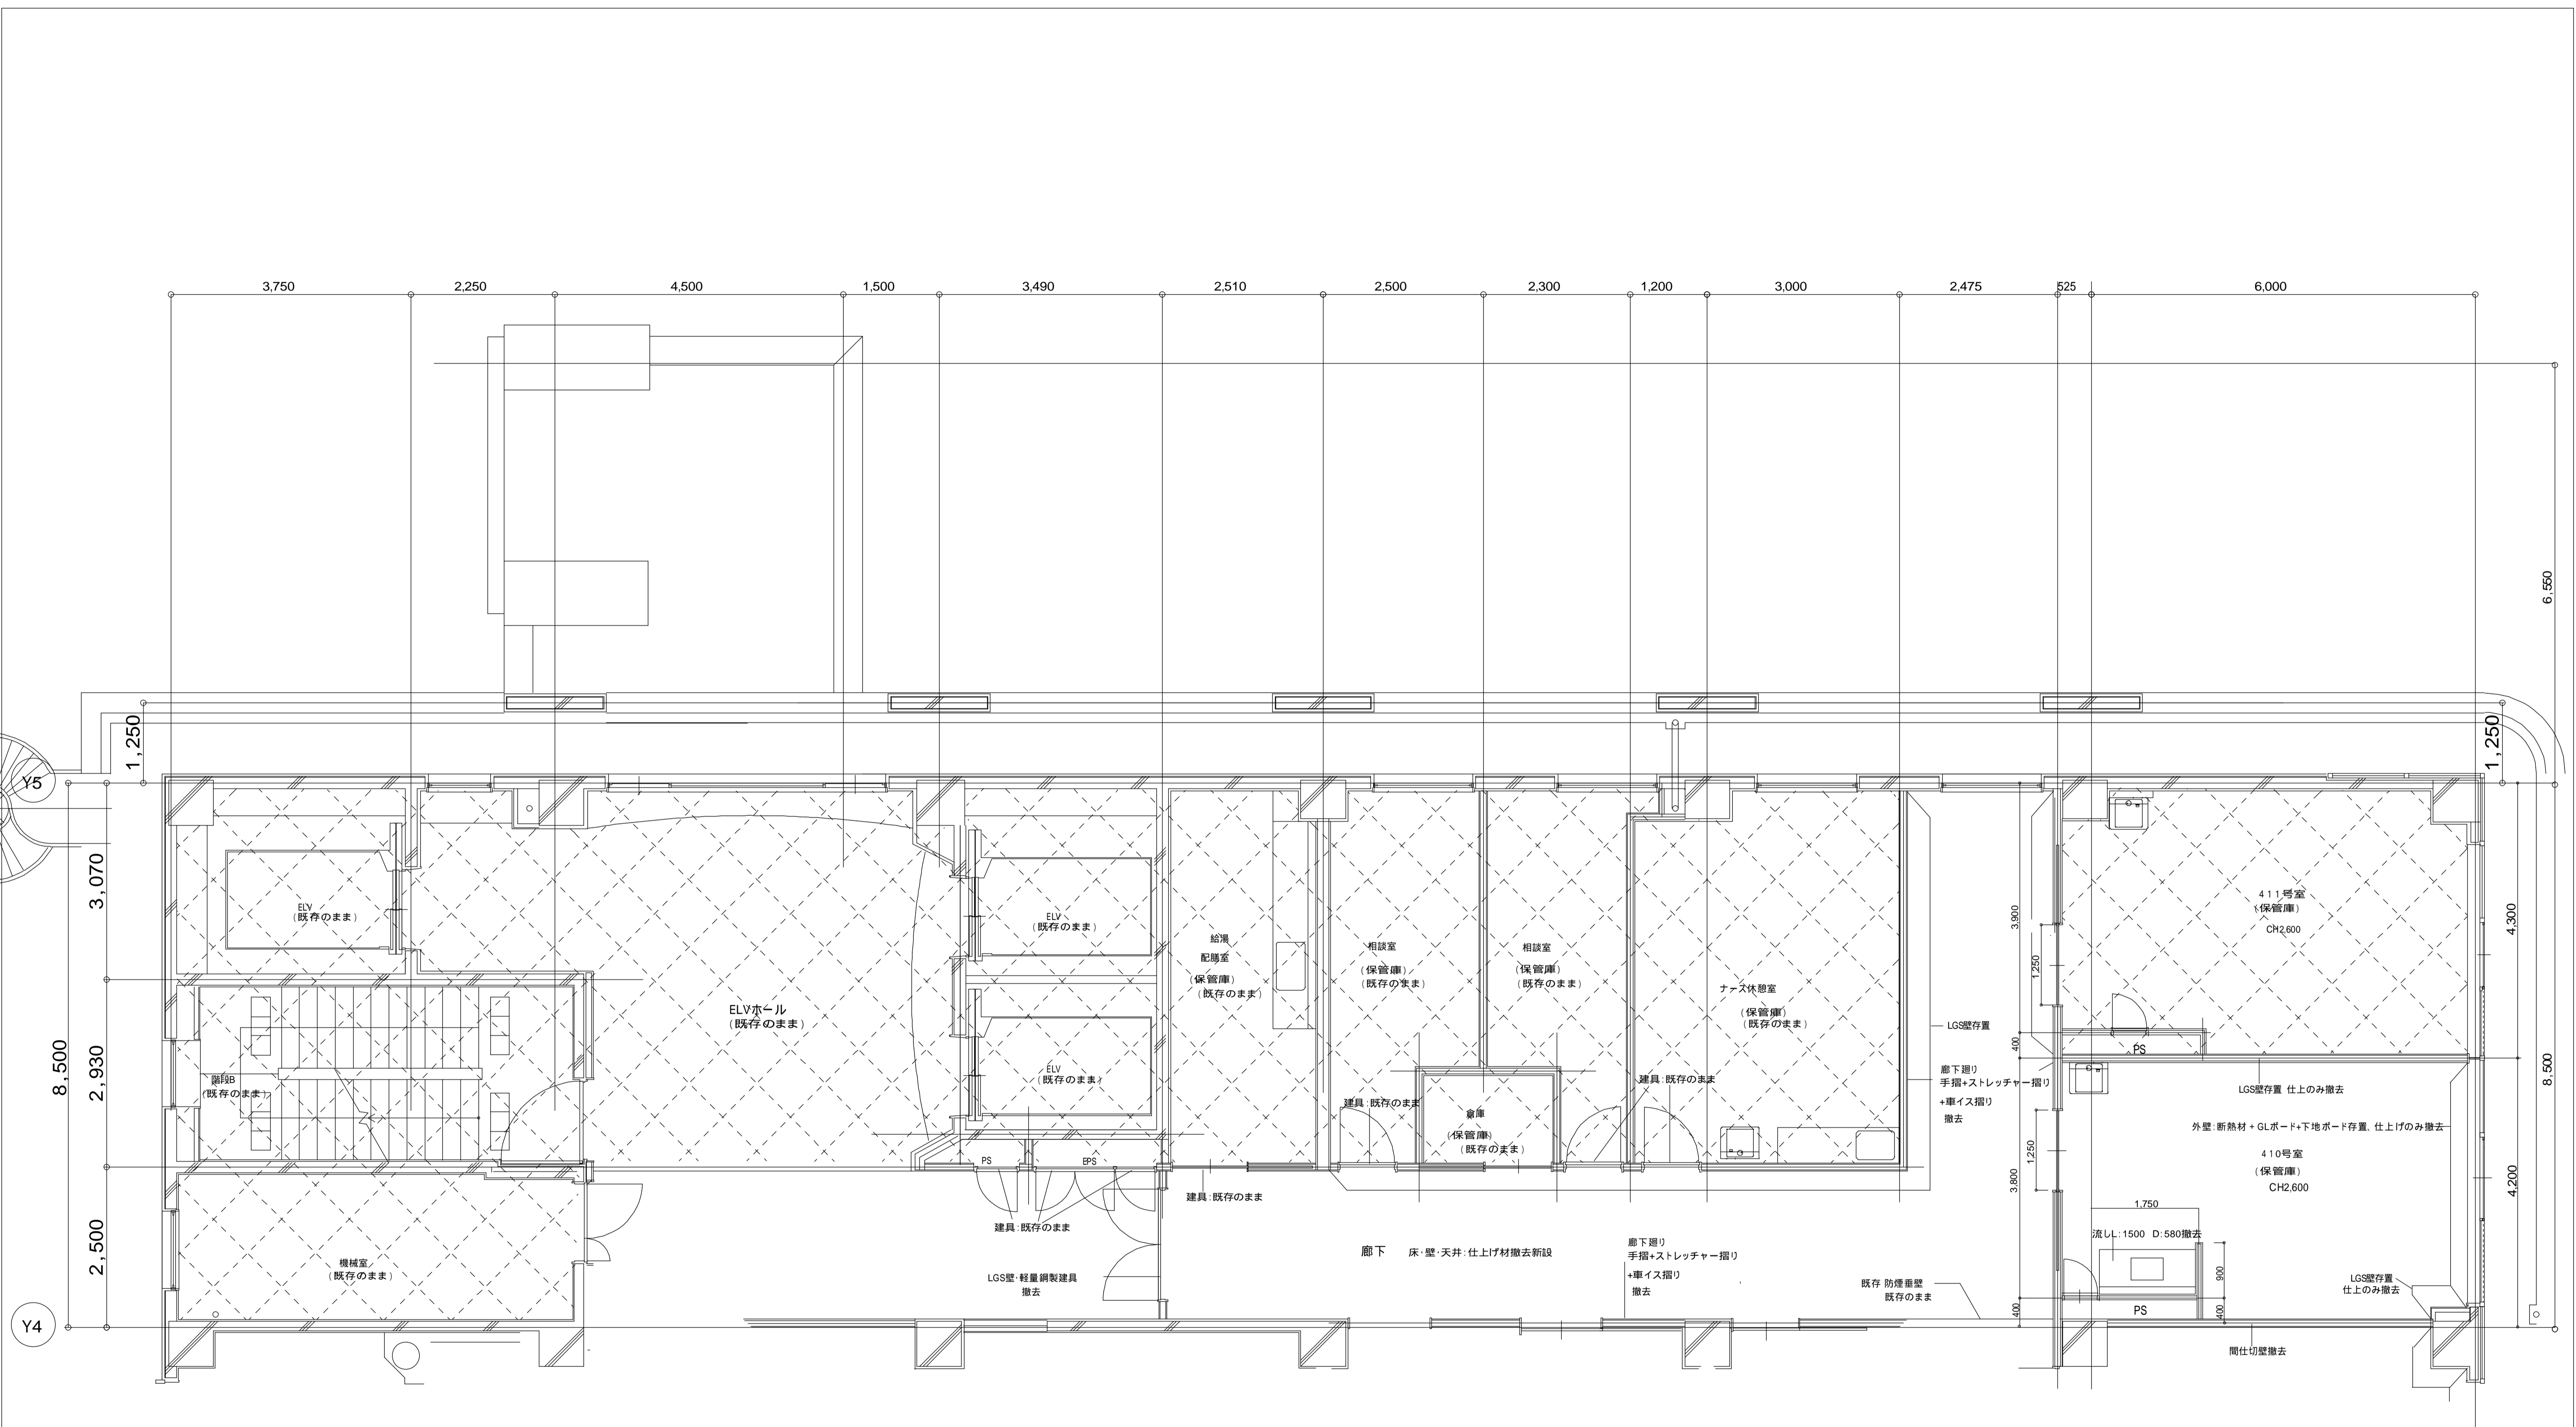 3,750
2,250
4,500
1,500
3,490
2,510
2,500
2,300
1,200
3,000
2,475
525
6,000
6,550
1,250
1,250
Y5
3,070
2,930
2,500
8,500
Y4
ELV
(既存のまま)
階段B
(既存のまま)
機械室
(既存のまま)
ELVホール
(既存のまま)
ELV
(既存のまま)
ELV
(既存のまま)
PS
EPS
建具:既存のまま
LGS壁・軽量鋼製建具
撤去
給湯
配膳室
(保管庫)
(既存のまま)
建具:既存のまま
相談室
(保管庫)
(既存のまま)
建具:既存のまま
相談室
(保管庫)
(既存のまま)
倉庫
(保管庫)
(既存のまま)
建具:既存のまま
ナース休憩室
(保管庫)
(既存のまま)
廊下 床・壁・天井:仕上げ材撤去新設
廊下廻り
手摺+ストレッチャー摺り
+車イス摺り
撤去
既存 防煙垂壁
既存のまま
LGS壁存置
廊下廻り
手摺+ストレッチャー摺り
+車イス摺り
撤去
3,900
1,250
400
1,250
3,800
400
411号室
(保管庫)
CH2,600
PS
LGS壁存置 仕上のみ撤去
外壁:断熱材+GLボード+下地ボード存置、仕上げのみ撤去
410号室
(保管庫)
CH2,600
1,750
流しL:1500 D:580撤去
900
400
PS
LGS壁存置
仕上のみ撤去
間仕切壁撤去
4,300
4,200
8,500